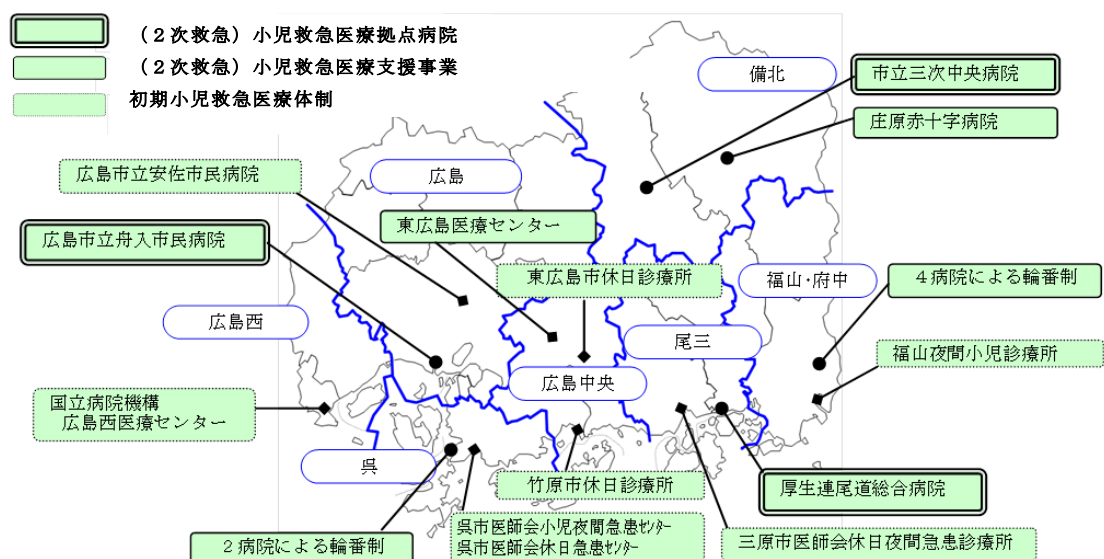 （２次救急）小児救急医療拠点病院
（２次救急）小児救急医療支援事業
初期小児救急医療体制
備北
市立三次中央病院
庄原赤十字病院
広島市立安佐市民病院
広島
広島市立舟入市民病院
東広島医療センター
東広島市休日診療所
福山・府中
４病院による輪番制
広島西
尾三
福山夜間小児診療所
広島中央
国立病院機構
広島西医療センター
呉
竹原市休日診療所
厚生連尾道総合病院
２病院による輪番制
呉市医師会小児夜間急患センター
呉市医師会休日急患センター
三原市医師会休日夜間急患診療所